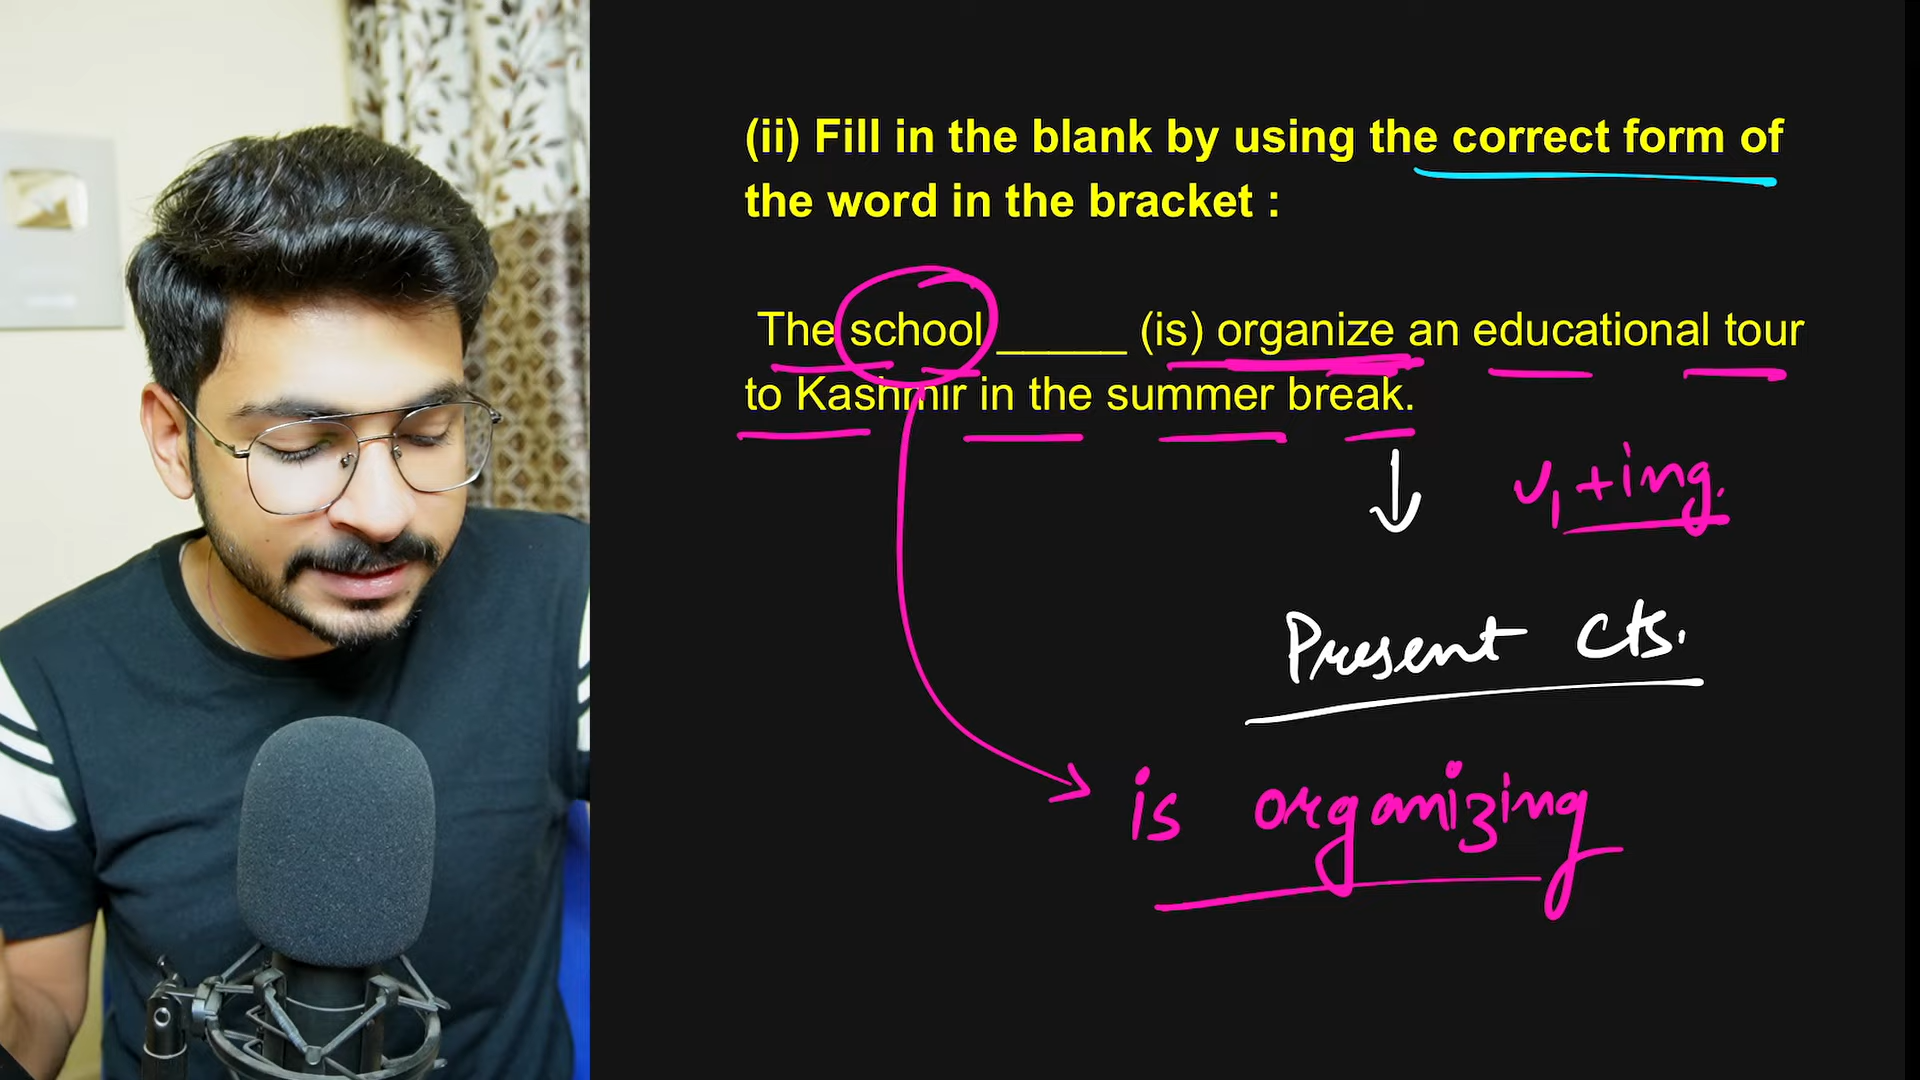 (ii) Fill in the blank by using the correct form of
the word in the bracket :
The school _____ (is) organize an educational tour
to Kashmir in the summer break.
v₁ +ing.
Present Cts.
is organizing